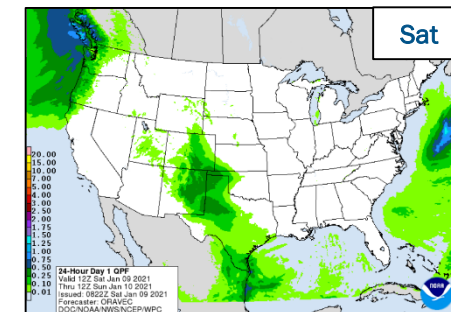 Sat
20.00
15.00
10.00
7.00
5.00
4.00
3.00
2.50
2.00
1.75
1.50
1.25
1.00
0.75
0.50
0.25
0.10
0.01
24-Hour Day 1 QPF
Valid 12Z Sat Jan 09 2021
Thru 12Z Sun Jan 10 2021
Issued: 0822Z Sat Jan 09 2021
Forecaster: ORAVEC
DOC/NOAA/NWS/NCEP/WPC
NOAA